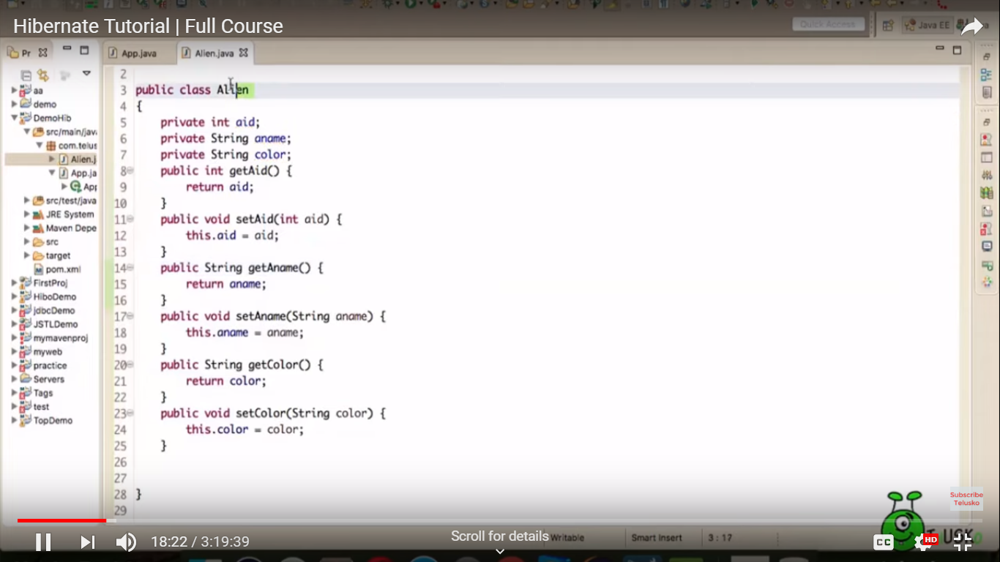 Hibernate Tutorial | Full Course
Quick Access
Java EE
Pr
App.java
Alien.java
aa
demo
DemoHib
src/main/java
com.telus
Alien.j
App.ja
App
src/test/java
JRE System
Maven Depe
src
target
pom.xml
FirstProj
HiboDemo
jdbcDemo
JSTLDemo
mymavenproj
myweb
practice
Servers
Tags
test
TopDemo
2
3 public class Alien
4 {
5 private int aid;
6 private String aname;
7 private String color;
8 public int getAid() {
9 return aid;
10 }
11 public void setAid(int aid) {
12 this.aid = aid;
13 }
14 public String getAname() {
15 return aname;
16 }
17 public void setAname(String aname) {
18 this.aname = aname;
19 }
20 public String getColor() {
21 return color;
22 }
23 public void setColor(String color) {
24 this.color = color;
25 }
26
27
28 }
29
Subscribe
Telusko
18:22 / 3:19:39
Scroll for details
Writable
Smart Insert
3 : 17
CC
HD